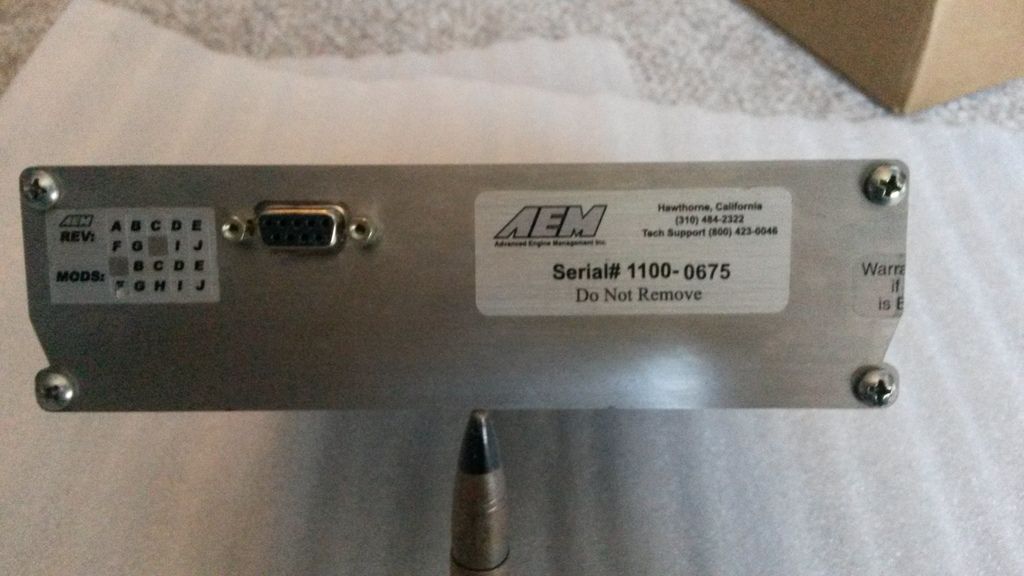 AEM
REV: A B C D E
F G I J
MODS: B C D E
F G H I J
AEM
Advanced Engine Management Inc.
Hawthorne, California
(310) 484-2322
Tech Support (800) 423-0046
Serial# 1100-0675
Do Not Remove
Warra
if
is B